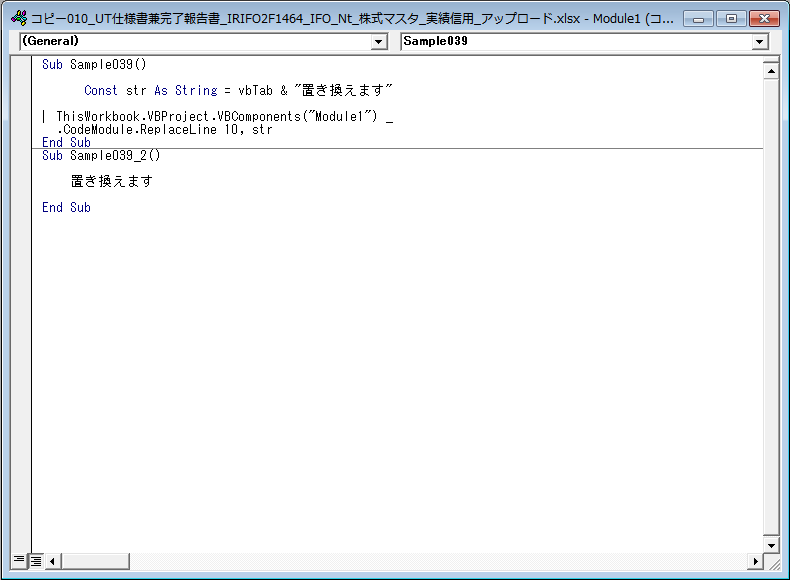 コピー010_UT仕様書兼完了報告書_IRIFO2F1464_IFO_Nt_株式マスタ_実績信用_アップロード.xlsx - Module1 (コ...
(General)
Sample039
Sub Sample039()
Const str As String = vbTab & "置き換えます"
ThisWorkbook.VBProject.VBComponents("Module1") _
.CodeModule.ReplaceLine 10, str
End Sub
Sub Sample039_2()
置き換えます
End Sub